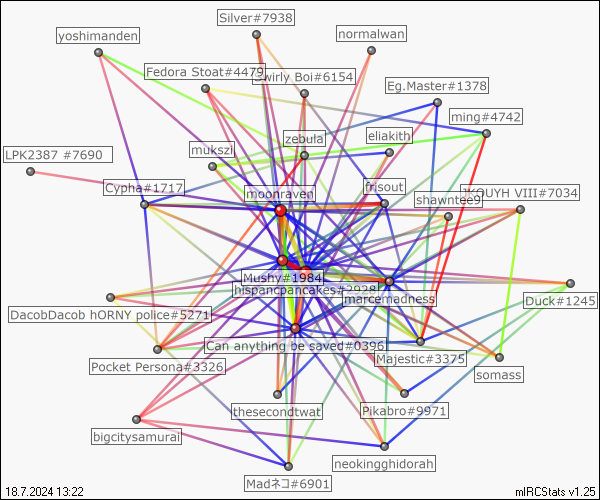 Silver#7938
yoshimanden
normalwan
Fedora Stoat#4479
Swirly Boi#6154
Eg.Master#1378
ming#4742
zebula
eliakith
mukszi
LPK2387 #7690
Cypha#1717
moonraven
frisout
shawntee9
JKOUYH VIII#7034
Mushy#1984
hispancpancakes#2928
marcemadness
Duck#1245
DacobDacob hORNY police#5271
Can anything be saved#0396
Majestic#3375
Pocket Persona#3326
somass
thesecondtwat
Pikabro#9971
bigcitysamurai
neokingghidorah
Madネコ#6901
18.7.2024 13:22
mIRCStats v1.25